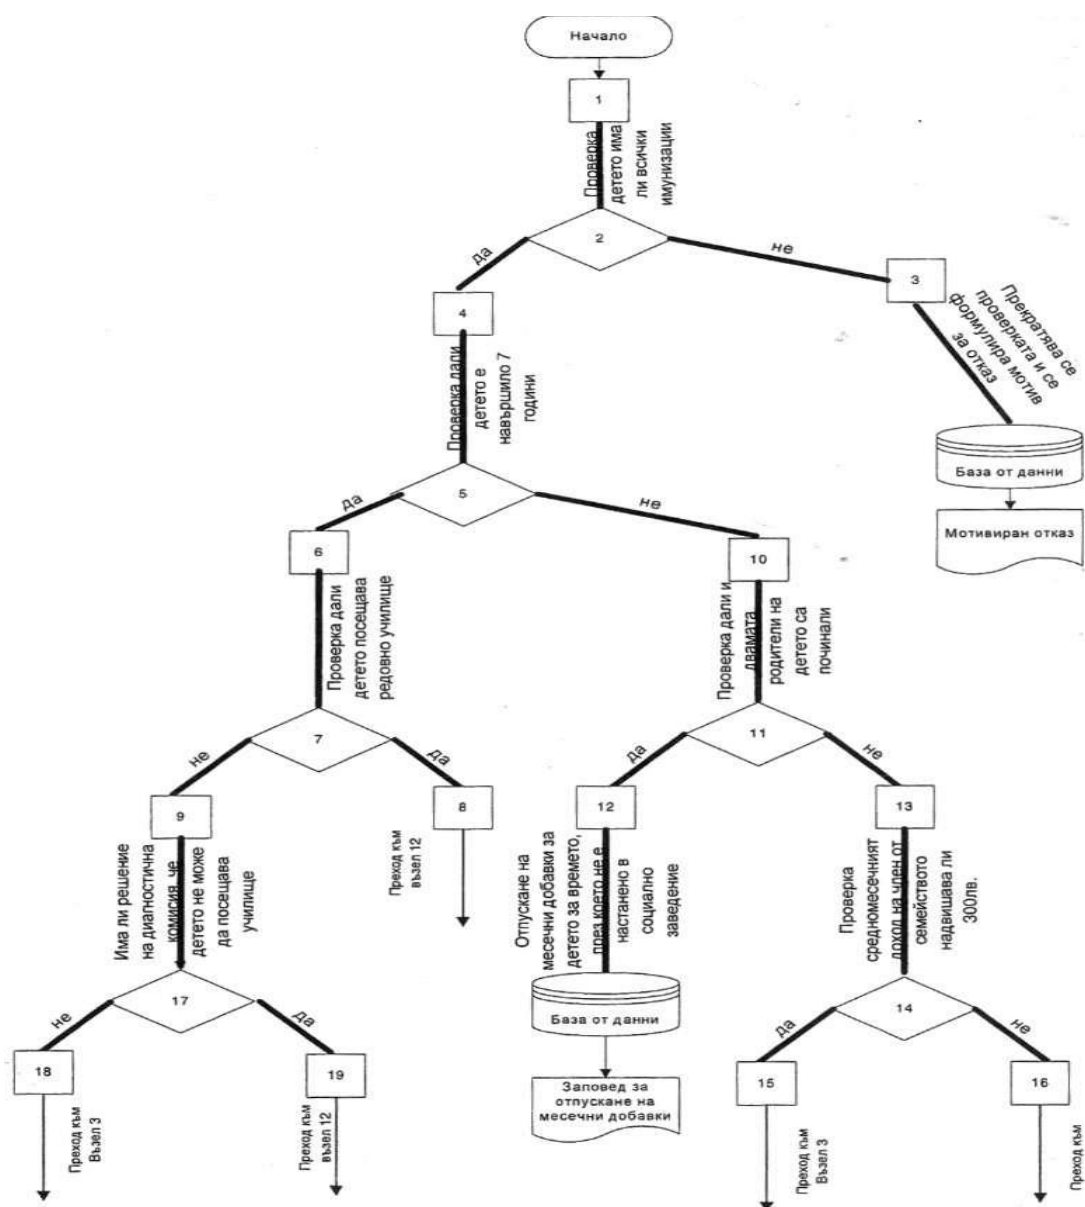 Начало
1
Проверка
детето има
ли всички
имунизации
2
да
не
3
4
Прекратява се
проверката и се
формулира мотив
за отказ
Проверка дали
детето е
навършило 7
години
База от данни
Мотивиран отказ
5
да
не
6
10
Проверка дали
детето посещава
редовно училище
Проверка дали и
двамата
родители на
детето са
починали
7
11
не
да
да
не
9
8
12
13
Има ли решение
на диагностична
комисия, че
детето не може
да посещава
училище
Преход към
възел 12
Отпускане на
месечни добавки за
детето за времето,
през което не е
настанено в
социално
заведение
Проверка
средномесечният
доход на член от
семейството
надвишава ли
300лв.
17
База от данни
14
не
да
да
не
18
19
Заповед за
отпускане на
месечни добавки
15
16
Преход към
Възел 3
Преход към
възел 12
Преход към
Възел 3
Преход към